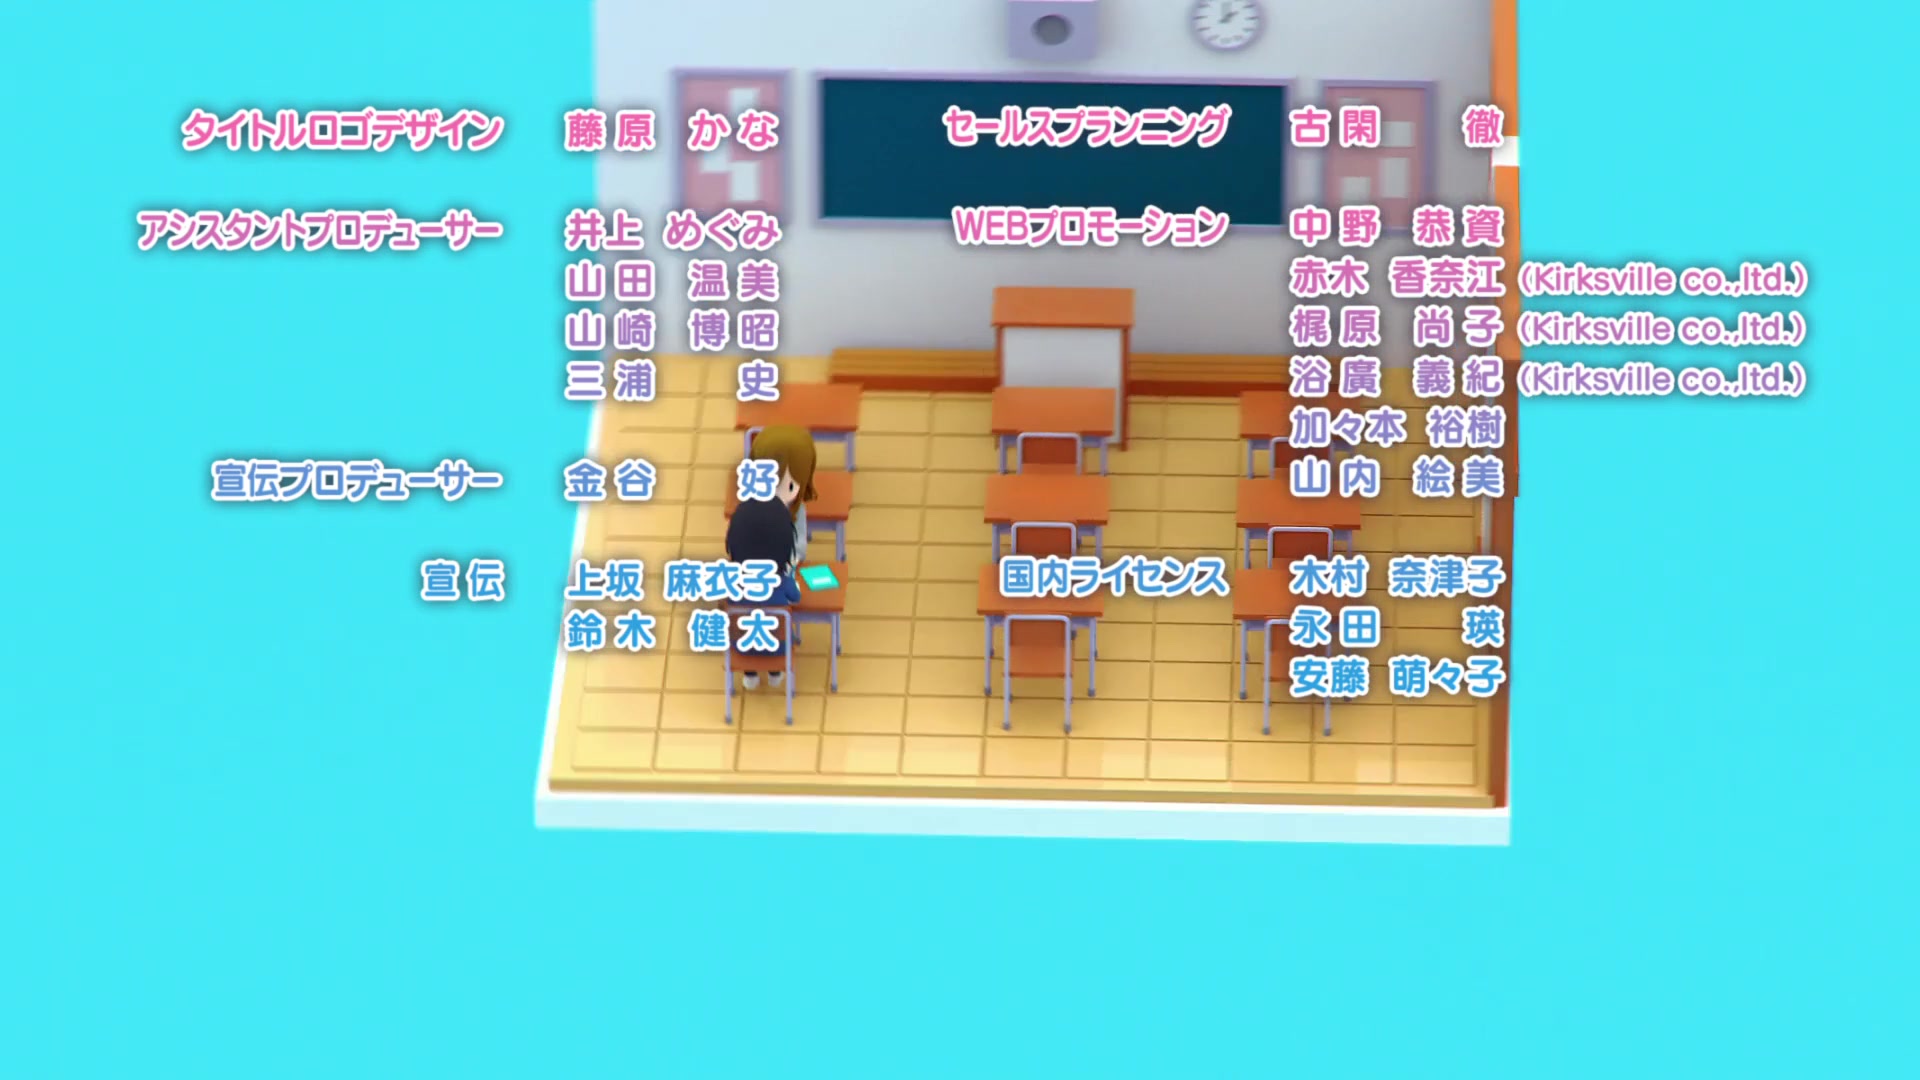 タイトルロゴデザイン 藤原 かな
アシスタントプロデューサー 井上 めぐみ
山田 温美
山崎 博昭
三浦 史
宣伝プロデューサー 金谷 好
宣伝 上坂 麻衣子
鈴木 健太
セールスプランニング 古閑 徹
WEBプロモーション 中野 恭資
赤木 香奈江 (Kirksville co.,ltd.)
梶原 尚子 (Kirksville co.,ltd.)
浴廣 義紀 (Kirksville co.,ltd.)
加々本 裕樹
山内 絵美
国内ライセンス 木村 奈津子
永田 瑛
安藤 萌々子